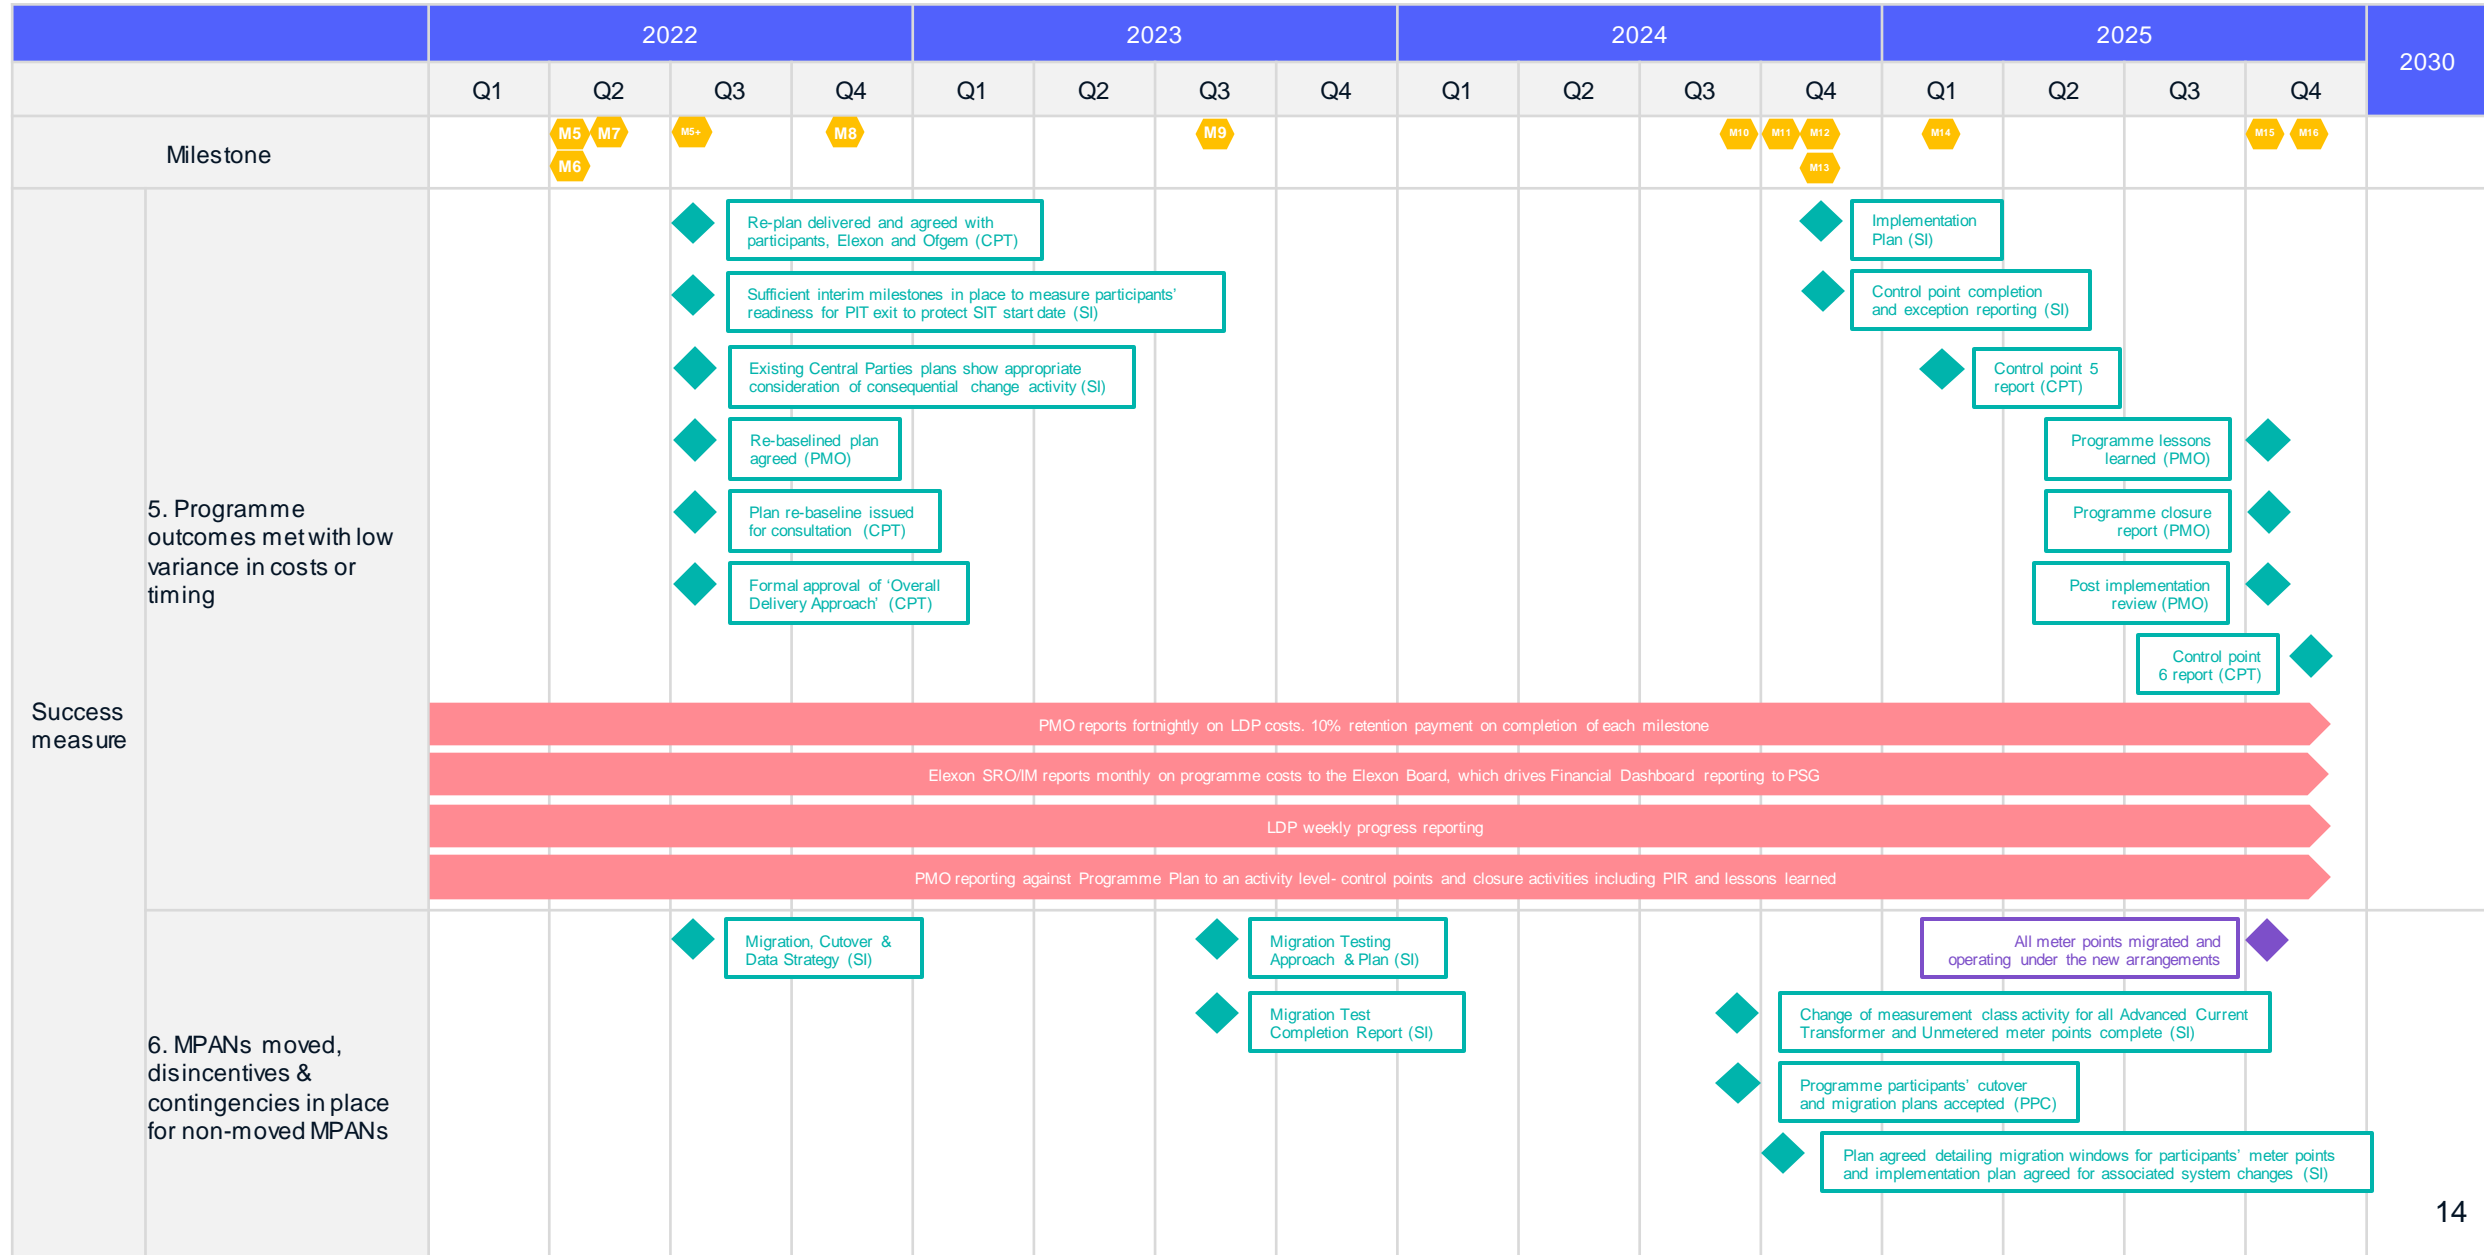 2022
2023
2024
2025
2030
Q1
Q2
Q3
Q4
Q1
Q2
Q3
Q4
Q1
Q2
Q3
Q4
Q1
Q2
Q3
Q4
Milestone
M5
M7
M5+
M8
M9
M10
M11
M12
M14
M15
M16
M6
M13
Success
measure
5. Programme
outcomes met with low
variance in costs or
timing
Re-plan delivered and agreed with
participants, Elexon and Ofgem (CPT)
Implementation
Plan (SI)
Sufficient interim milestones in place to measure participants’
readiness for PIT exit to protect SIT start date (SI)
Control point completion
and exception reporting (SI)
Existing Central Parties plans show appropriate
consideration of consequential change activity (SI)
Control point 5
report (CPT)
Re-baselined plan
agreed (PMO)
Programme lessons
learned (PMO)
Plan re-baseline issued
for consultation (CPT)
Programme closure
report (PMO)
Formal approval of ‘Overall
Delivery Approach’ (CPT)
Post implementation
review (PMO)
Control point
6 report (CPT)
PMO reports fortnightly on LDP costs. 10% retention payment on completion of each milestone
Elexon SRO/IM reports monthly on programme costs to the Elexon Board, which drives Financial Dashboard reporting to PSG
LDP weekly progress reporting
PMO reporting against Programme Plan to an activity level- control points and closure activities including PIR and lessons learned
6. MPANs moved,
disincentives &
contingencies in place
for non-moved MPANs
Migration, Cutover &
Data Strategy (SI)
Migration Testing
Approach & Plan (SI)
All meter points migrated and
operating under the new arrangements
Migration Test
Completion Report (SI)
Change of measurement class activity for all Advanced Current
Transformer and Unmetered meter points complete (SI)
Programme participants’ cutover
and migration plans accepted (PPC)
Plan agreed detailing migration windows for participants’ meter points
and implementation plan agreed for associated system changes (SI)
14